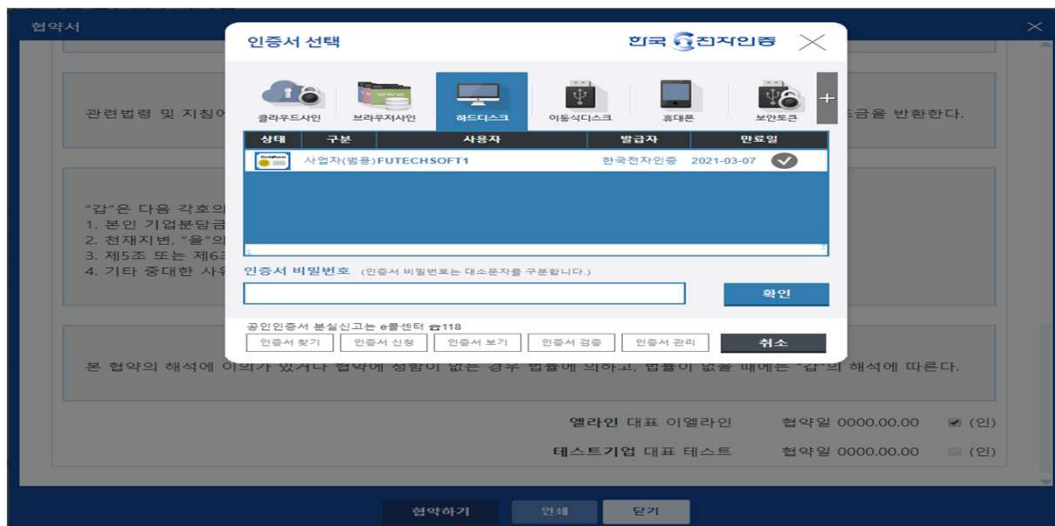 협약서
인증서 선택
한국전자인증
클라우드사인 브라우저사인 하드디스크 이동식디스크 휴대폰 보안토큰
상태 구분 사용자 발급자 만료일
사업자(범용) FUTECHSOFT1 한국전자인증 2021-03-07
인증서 비밀번호 (인증서 비밀번호는 대소문자를 구분합니다.)
확인
공인인증서 분실신고는 e콜센터 ☎118
인증서 찾기 인증서 신청 인증서 보기 인증서 검증 인증서 관리 취소
관련법령 및 지침이 금을 반환한다.
"갑"은 다음 각호의
1. 본인 기업분담금
2. 천재지변, "을"의
3. 제5조 또는 제6조
4. 기타 중대한 사유
본 협약의 해석에 이의가 있거나 협약에 정함이 없는 경우 법률에 의하고, 법률이 없을 때에는 "갑"의 해석에 따른다.
엘라인 대표 이엘라인 협약일 0000.00.00 (인)
테스트기업 대표 테스트 협약일 0000.00.00 (인)
협약하기 인쇄 닫기